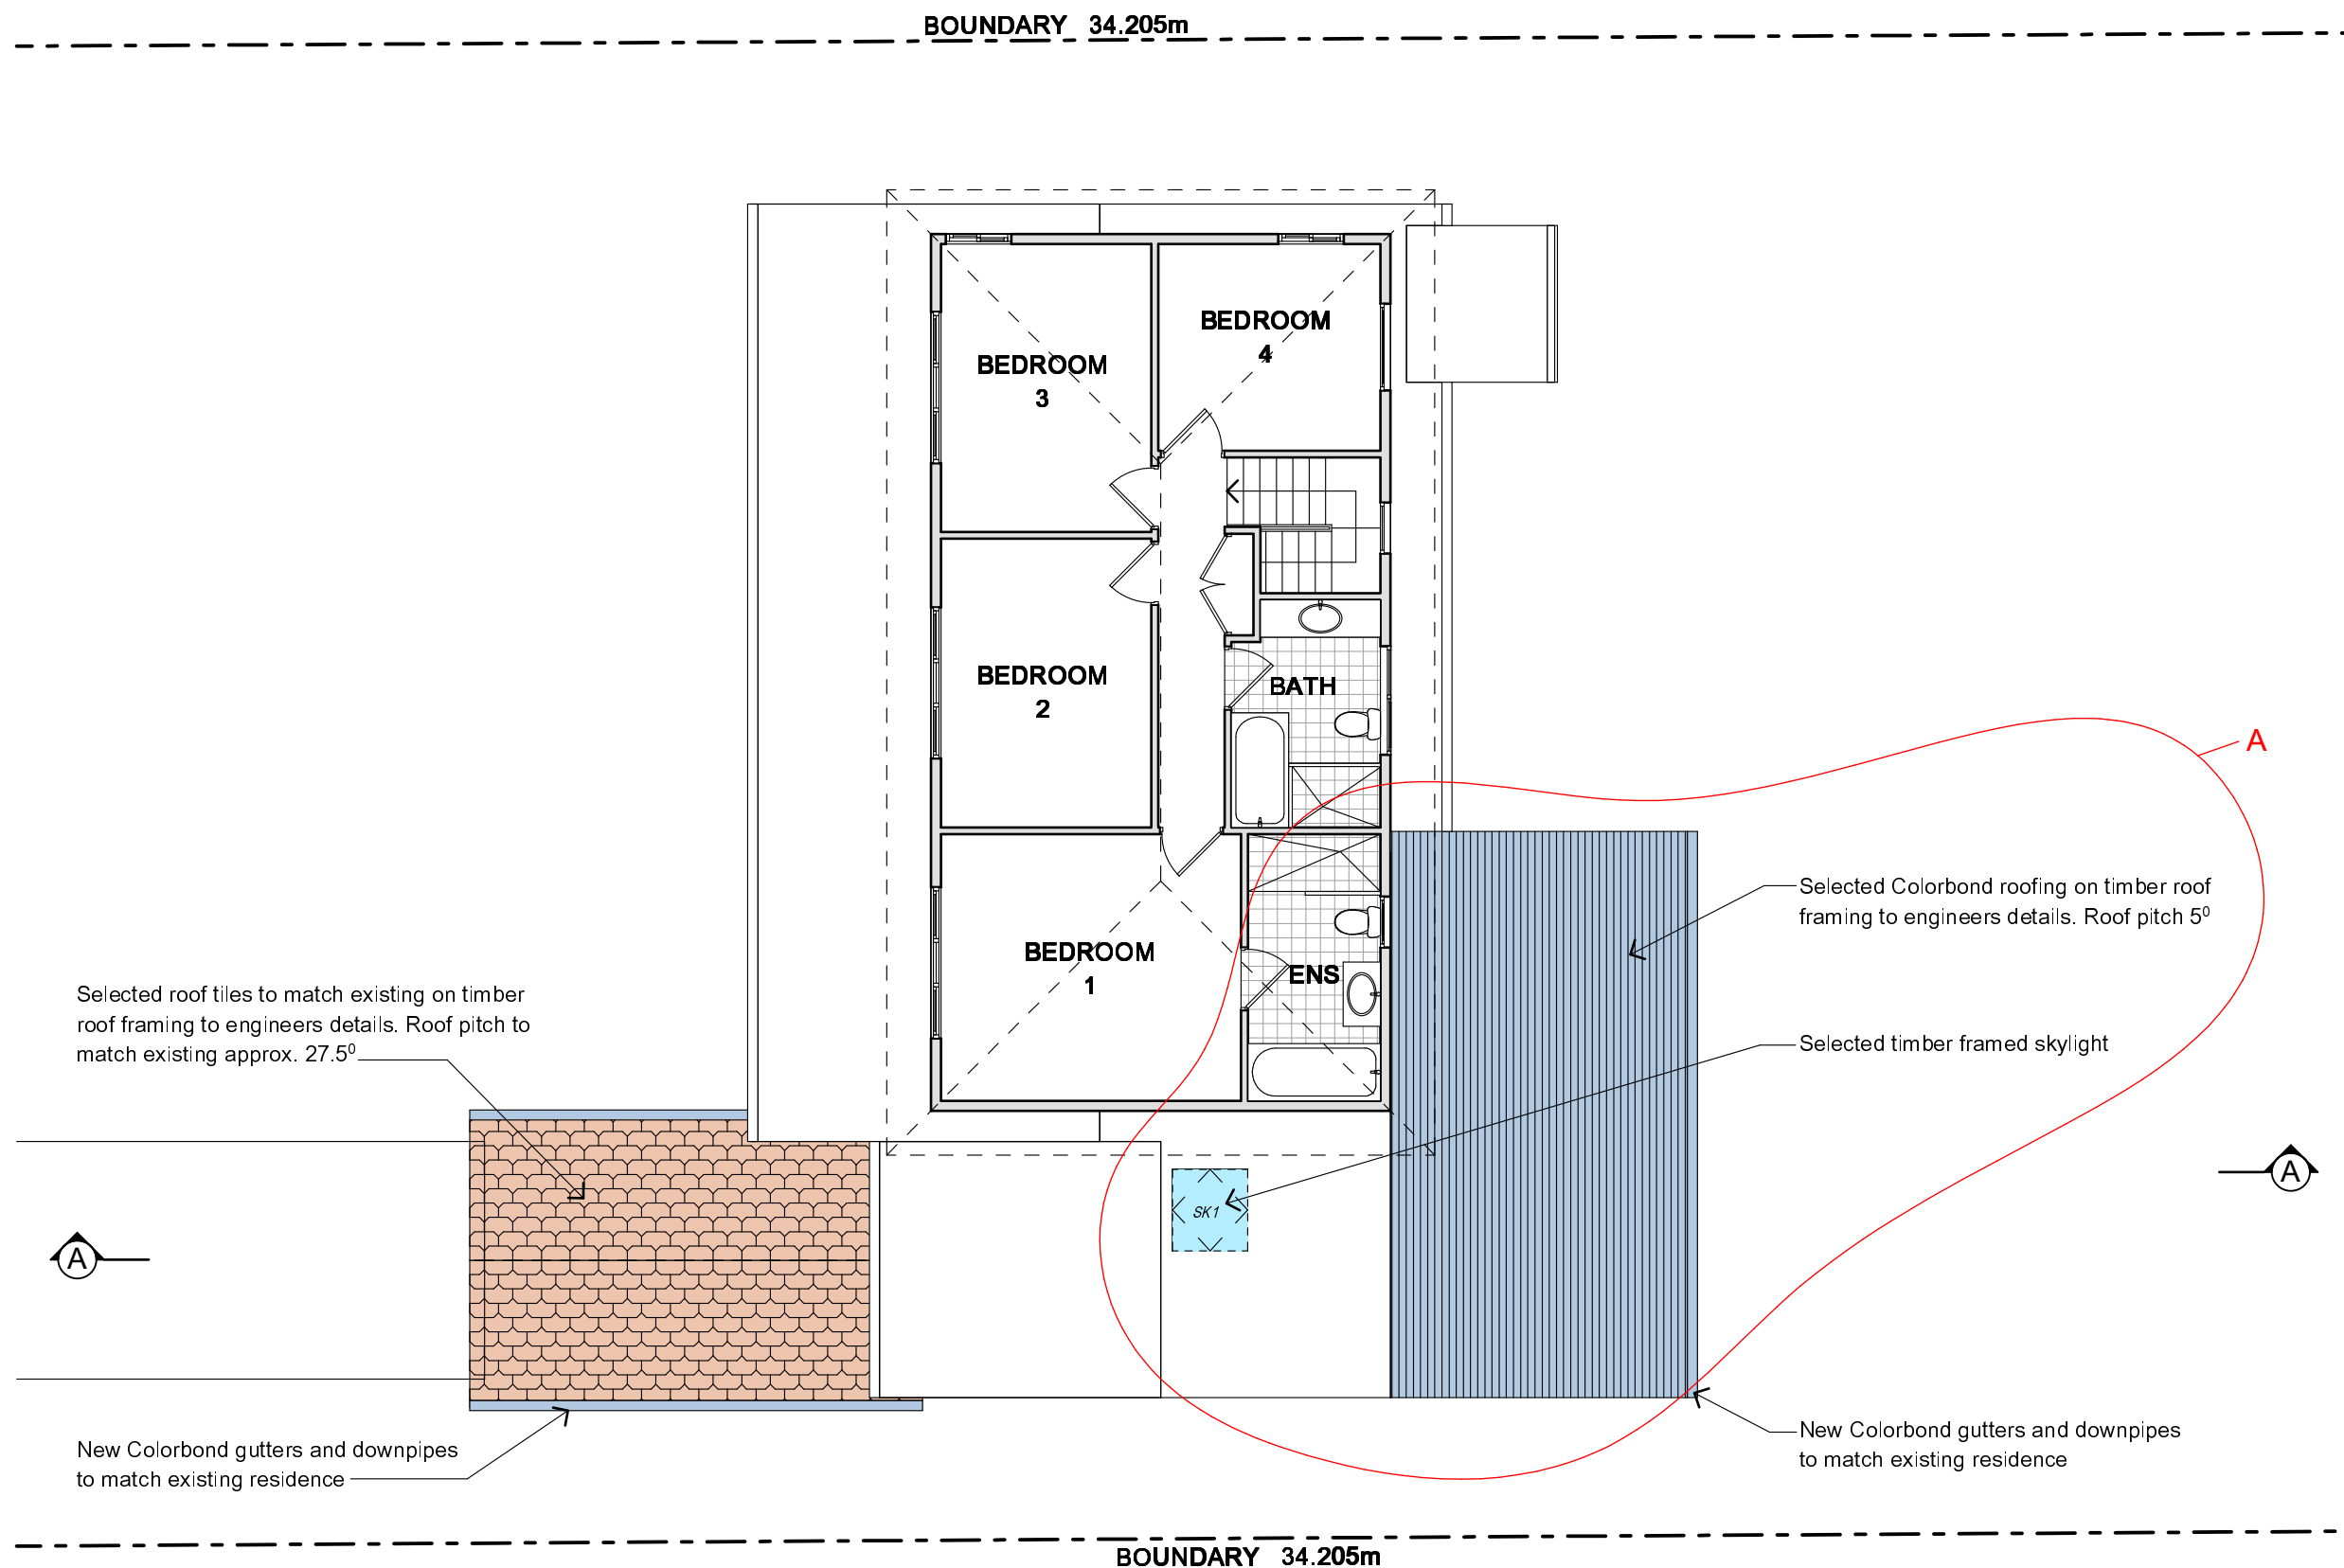 BOUNDARY 34.205m
BEDROOM
4
BEDROOM
3
BEDROOM
2
BATH
A
Selected Colorbond roofing on timber roof
framing to engineers details. Roof pitch 5⁰
BEDROOM
1
ENS
Selected roof tiles to match existing on timber
roof framing to engineers details. Roof pitch to
match existing approx. 27.5⁰
Selected timber framed skylight
A
SK1
A
New Colorbond gutters and downpipes
to match existing residence
New Colorbond gutters and downpipes
to match existing residence
BOUNDARY 34.205m